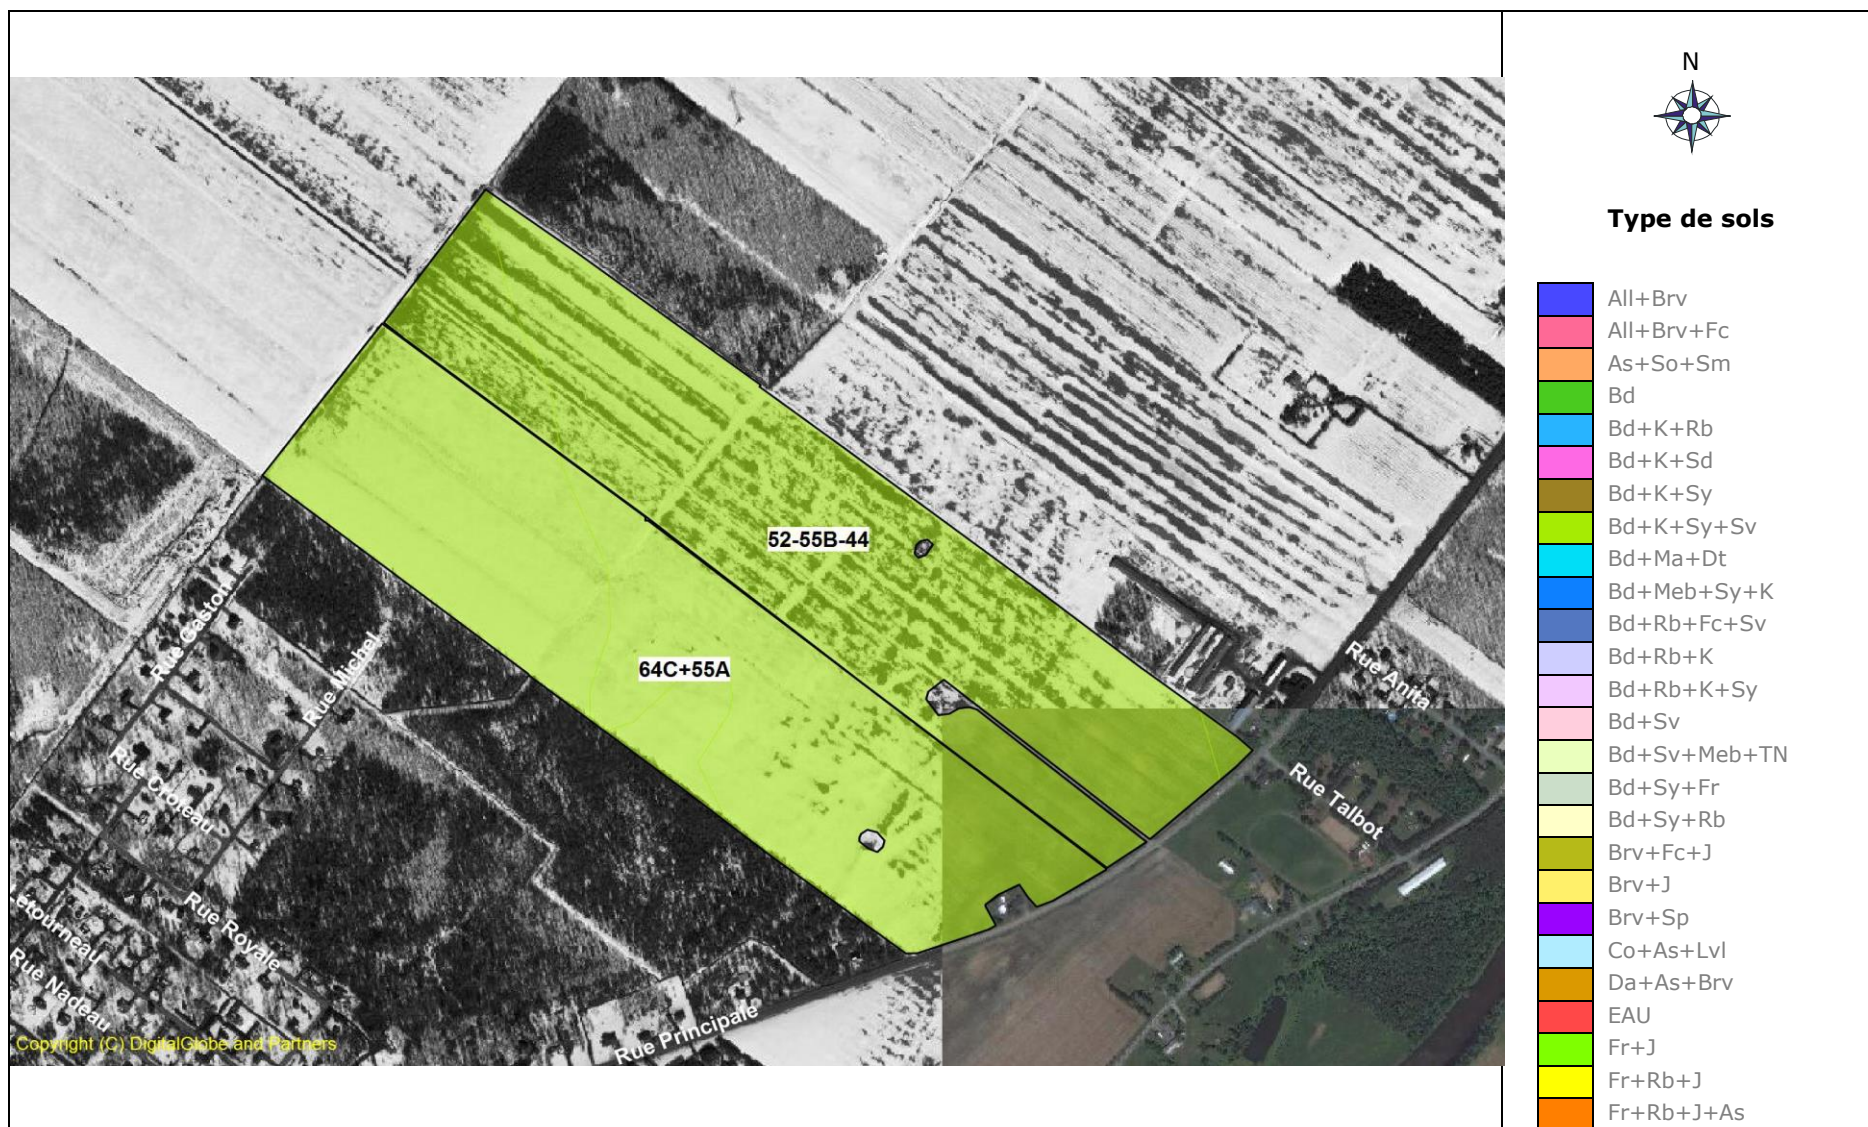 N
Type de sols
All+Brv
All+Brv+Fc
As+So+Sm
Bd
Bd+K+Rb
Bd+K+Sd
Bd+K+Sy
Bd+K+Sy+Sv
Bd+Ma+Dt
Bd+Meb+Sy+K
Bd+Rb+Fc+Sv
Bd+Rb+K
Bd+Rb+K+Sy
Bd+Sv
Bd+Sv+Meb+TN
Bd+Sy+Fr
Bd+Sy+Rb
Brv+Fc+J
Brv+J
Brv+Sp
Co+As+Lvl
Da+As+Brv
EAU
Fr+J
Fr+Rb+J
Fr+Rb+J+As
52-55B-44
64C+55A
Rue Gaston
Rue Michel
Rue Anita
Rue Talbot
Rue Croteau
Rue Royale
Letourneau
Rue Nadeau
Rue Principale
Copyright (C) DigitalGlobe and Partners